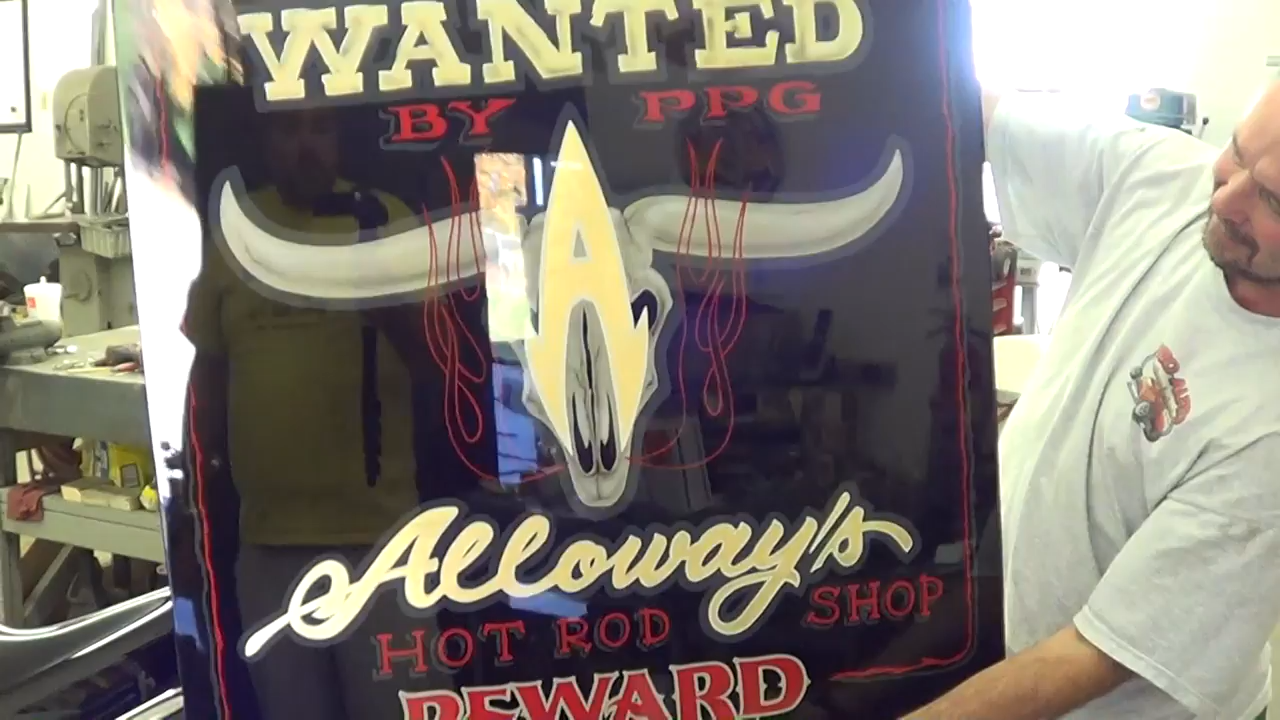 WANTED
BY PPG
A
Alloway's
HOT ROD SHOP
REWARD